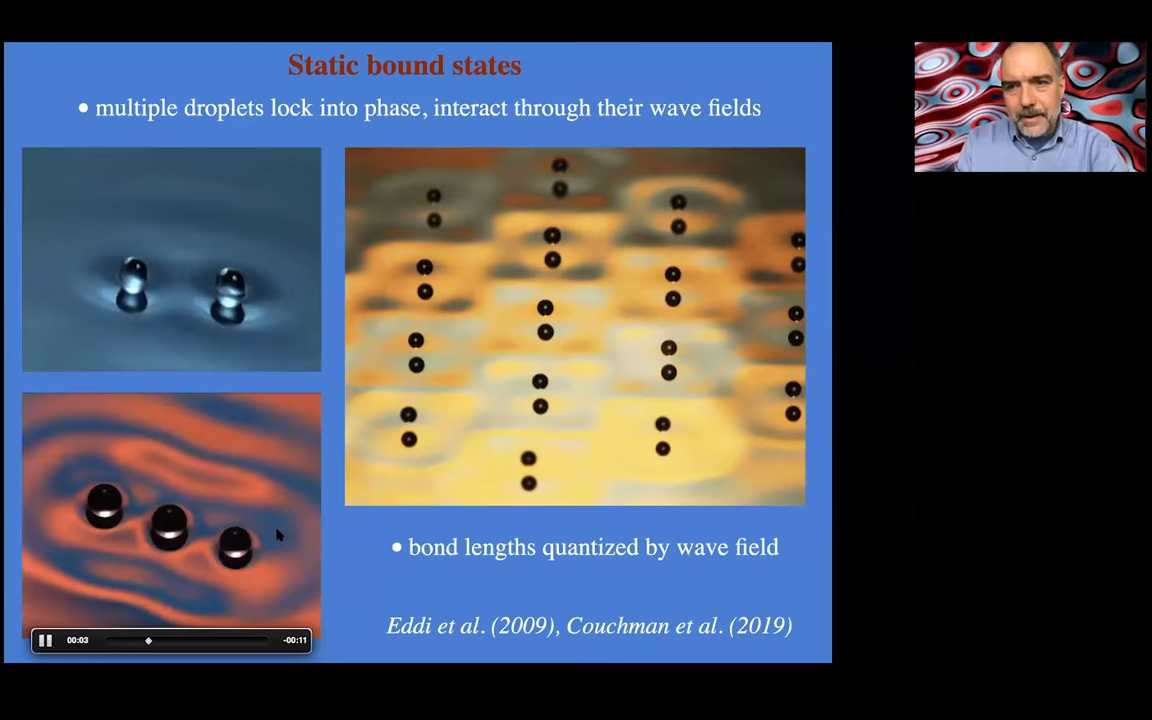 Static bound states
• multiple droplets lock into phase, interact through their wave fields
• bond lengths quantized by wave field
Eddi et al. (2009), Couchman et al. (2019)
00:03
-00:11